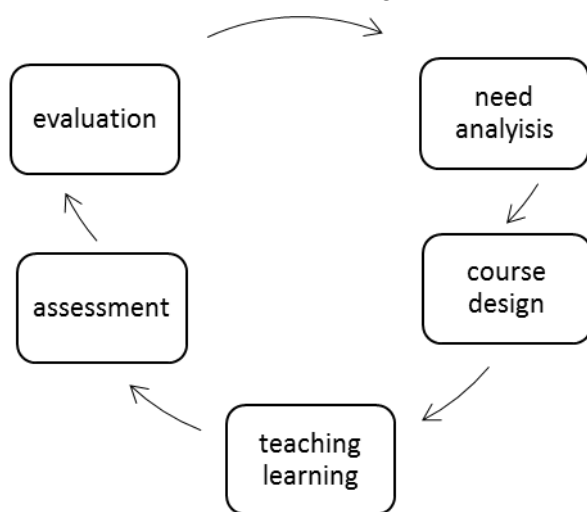 need
analyisis
course
design
teaching
learning
assessment
evaluation